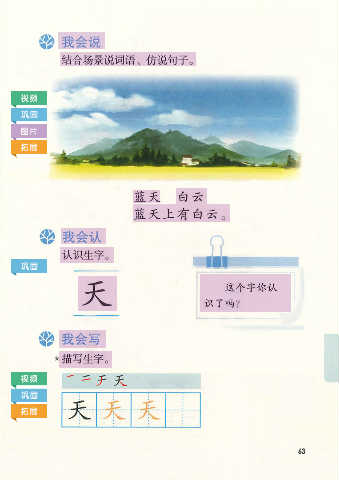 我会说
结合场景说词语、仿说句子。
视频
巩固
图片
拓展
蓝天 白云
蓝天上有白云。
我会认
认识生字。
巩固
天
这个字你认
识了吗？
我会写
*描写生字。
视频
巩固
拓展
一 二 チ 天
天 天 天
63